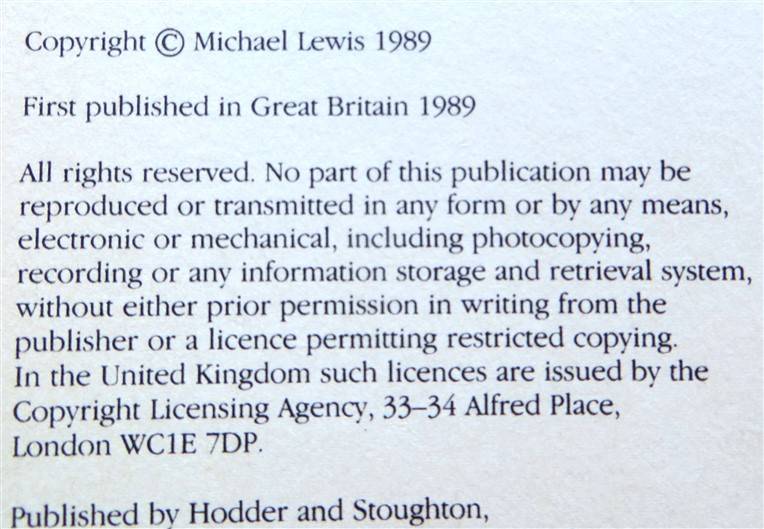 Copyright © Michael Lewis 1989
First published in Great Britain 1989
All rights reserved. No part of this publication may be
reproduced or transmitted in any form or by any means,
electronic or mechanical, including photocopying,
recording or any information storage and retrieval system,
without either prior permission in writing from the
publisher or a licence permitting restricted copying.
In the United Kingdom such licences are issued by the
Copyright Licensing Agency, 33–34 Alfred Place,
London WC1E 7DP.
Published by Hodder and Stoughton,